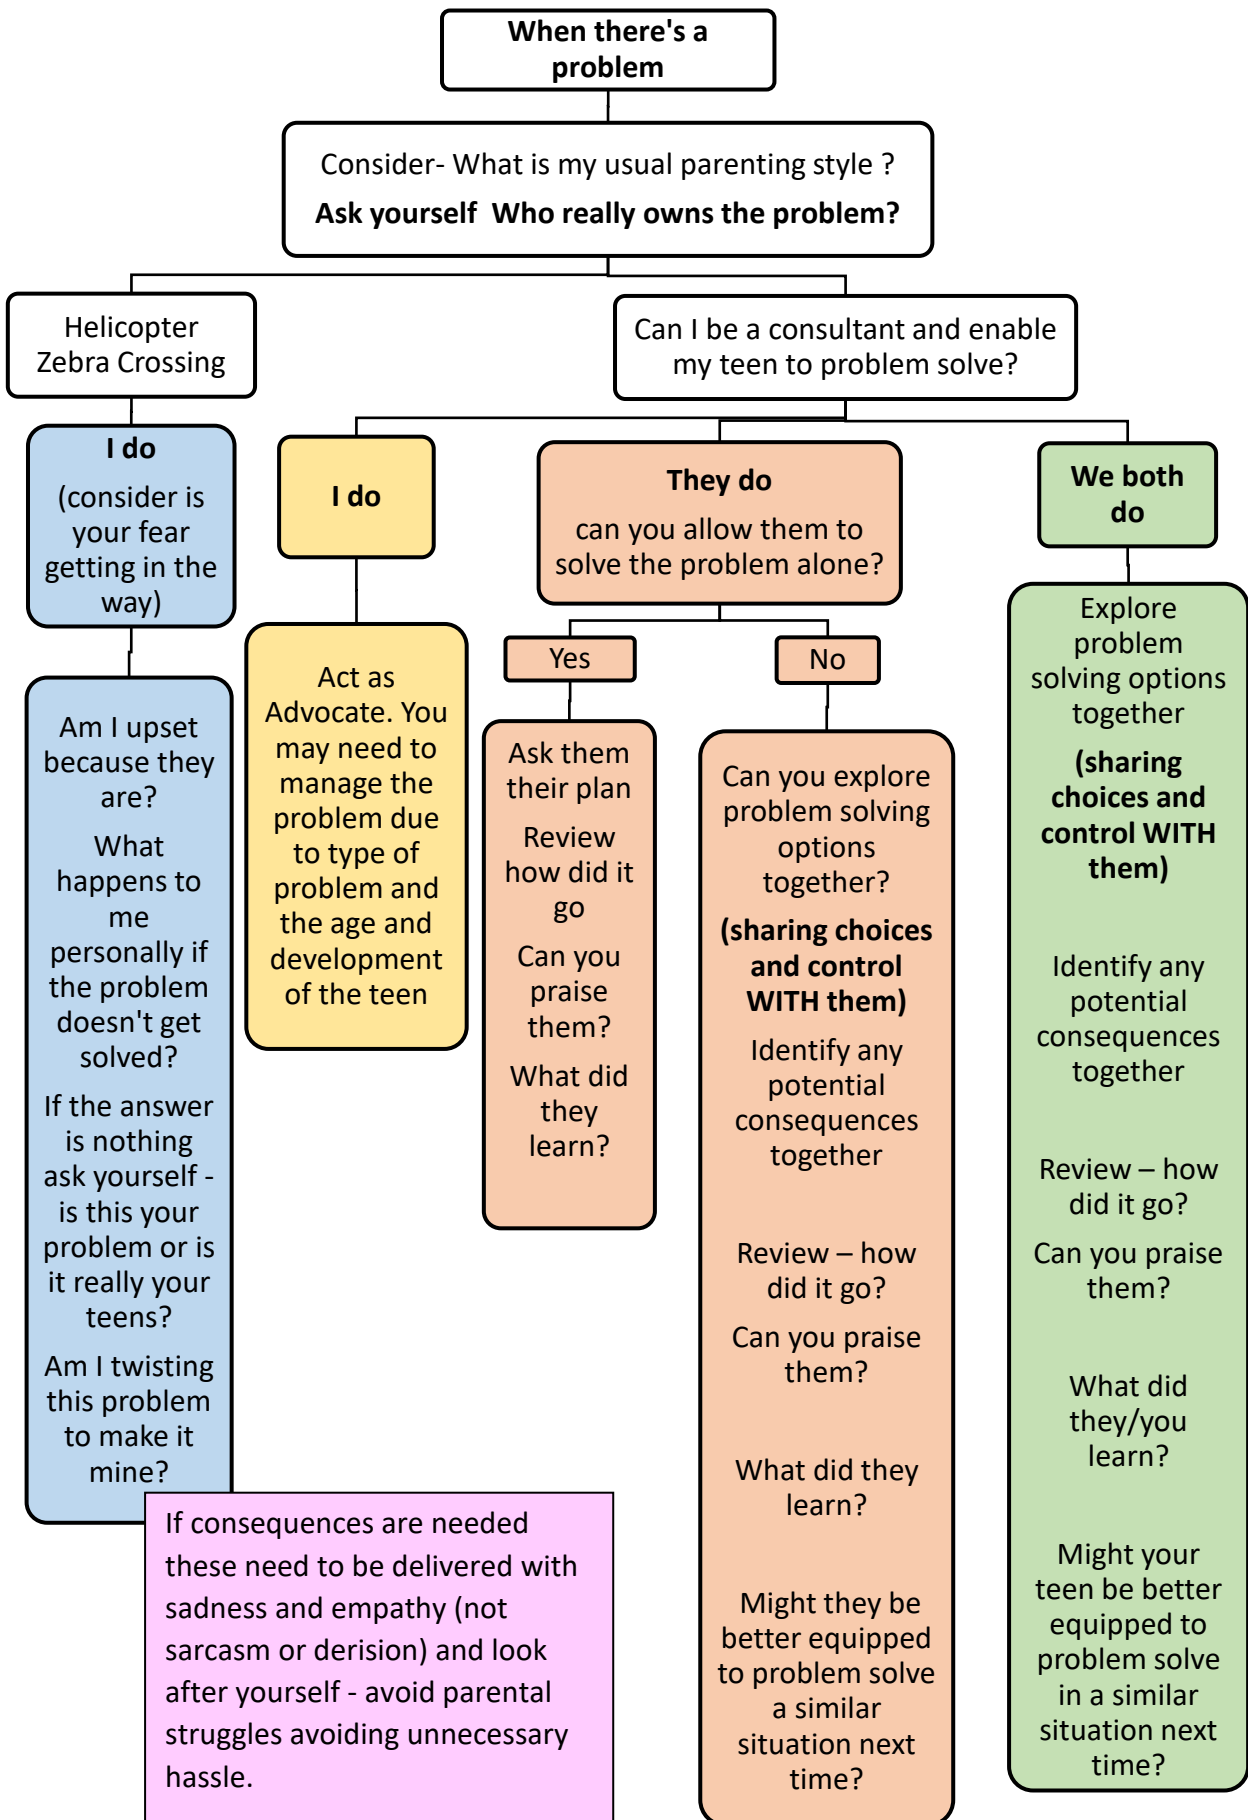 When there's a
problem
Consider- What is my usual parenting style ?
Ask yourself  Who really owns the problem?
Helicopter
Zebra Crossing
Can I be a consultant and enable
my teen to problem solve?
I do
(consider is
your fear
getting in the
way)
Am I upset
because they
are?
What
happens to
me
personally if
the problem
doesn't get
solved?
If the answer
is nothing
ask yourself -
is this your
problem or is
it really your
teens?
Am I twisting
this problem
to make it
mine?
I do
Act as
Advocate. You
may need to
manage the
problem due
to type of
problem and
the age and
development
of the teen
They do
can you allow them to
solve the problem alone?
Yes
Ask them
their plan
Review
how did it
go
Can you
praise
them?
What did
they
learn?
No
Can you explore
problem solving
options
together?
(sharing choices
and control
WITH them)
Identify any
potential
consequences
together
Review – how
did it go?
Can you praise
them?
What did they
learn?
Might they be
better equipped
to problem solve
a similar
situation next
time?
We both
do
Explore
problem
solving options
together
(sharing
choices and
control WITH
them)
Identify any
potential
consequences
together
Review – how
did it go?
Can you praise
them?
What did
they/you
learn?
Might your
teen be better
equipped to
problem solve
in a similar
situation next
time?
If consequences are needed
these need to be delivered with
sadness and empathy (not
sarcasm or derision) and look
after yourself - avoid parental
struggles avoiding unnecessary
hassle.